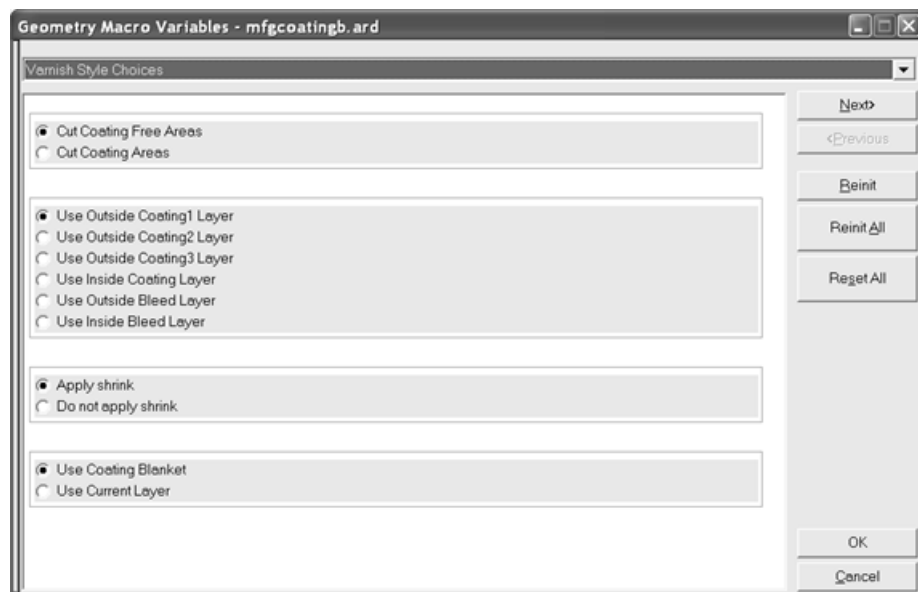 Geometry Macro Variables - mfgcoatingb.ard
Varnish Style Choices
Next>
<Previous
Reinit
Reinit All
Reset All
Cut Coating Free Areas
Cut Coating Areas
Use Outside Coating1 Layer
Use Outside Coating2 Layer
Use Outside Coating3 Layer
Use Inside Coating Layer
Use Outside Bleed Layer
Use Inside Bleed Layer
Apply shrink
Do not apply shrink
Use Coating Blanket
Use Current Layer
OK
Cancel